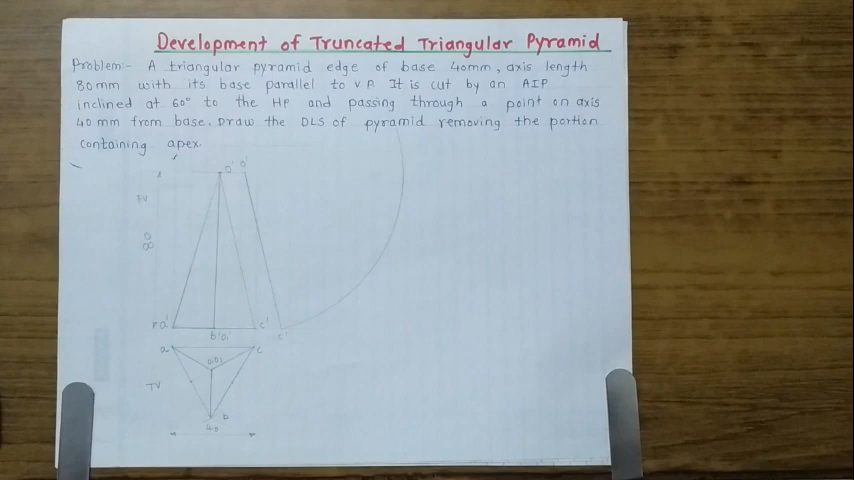 Development of Truncated Triangular Pyramid
Problem:- A triangular pyramid edge of base 40mm, axis length
80mm with its base parallel to V P. It is cut by an AIP
inclined at 60° to the HP and passing through a point on axis
40 mm from base. Draw the DLS of pyramid removing the portion
containing apex.
o' o'
FV
80
a' c'
b'o1' c'
a c
o,o1
TV
b
40